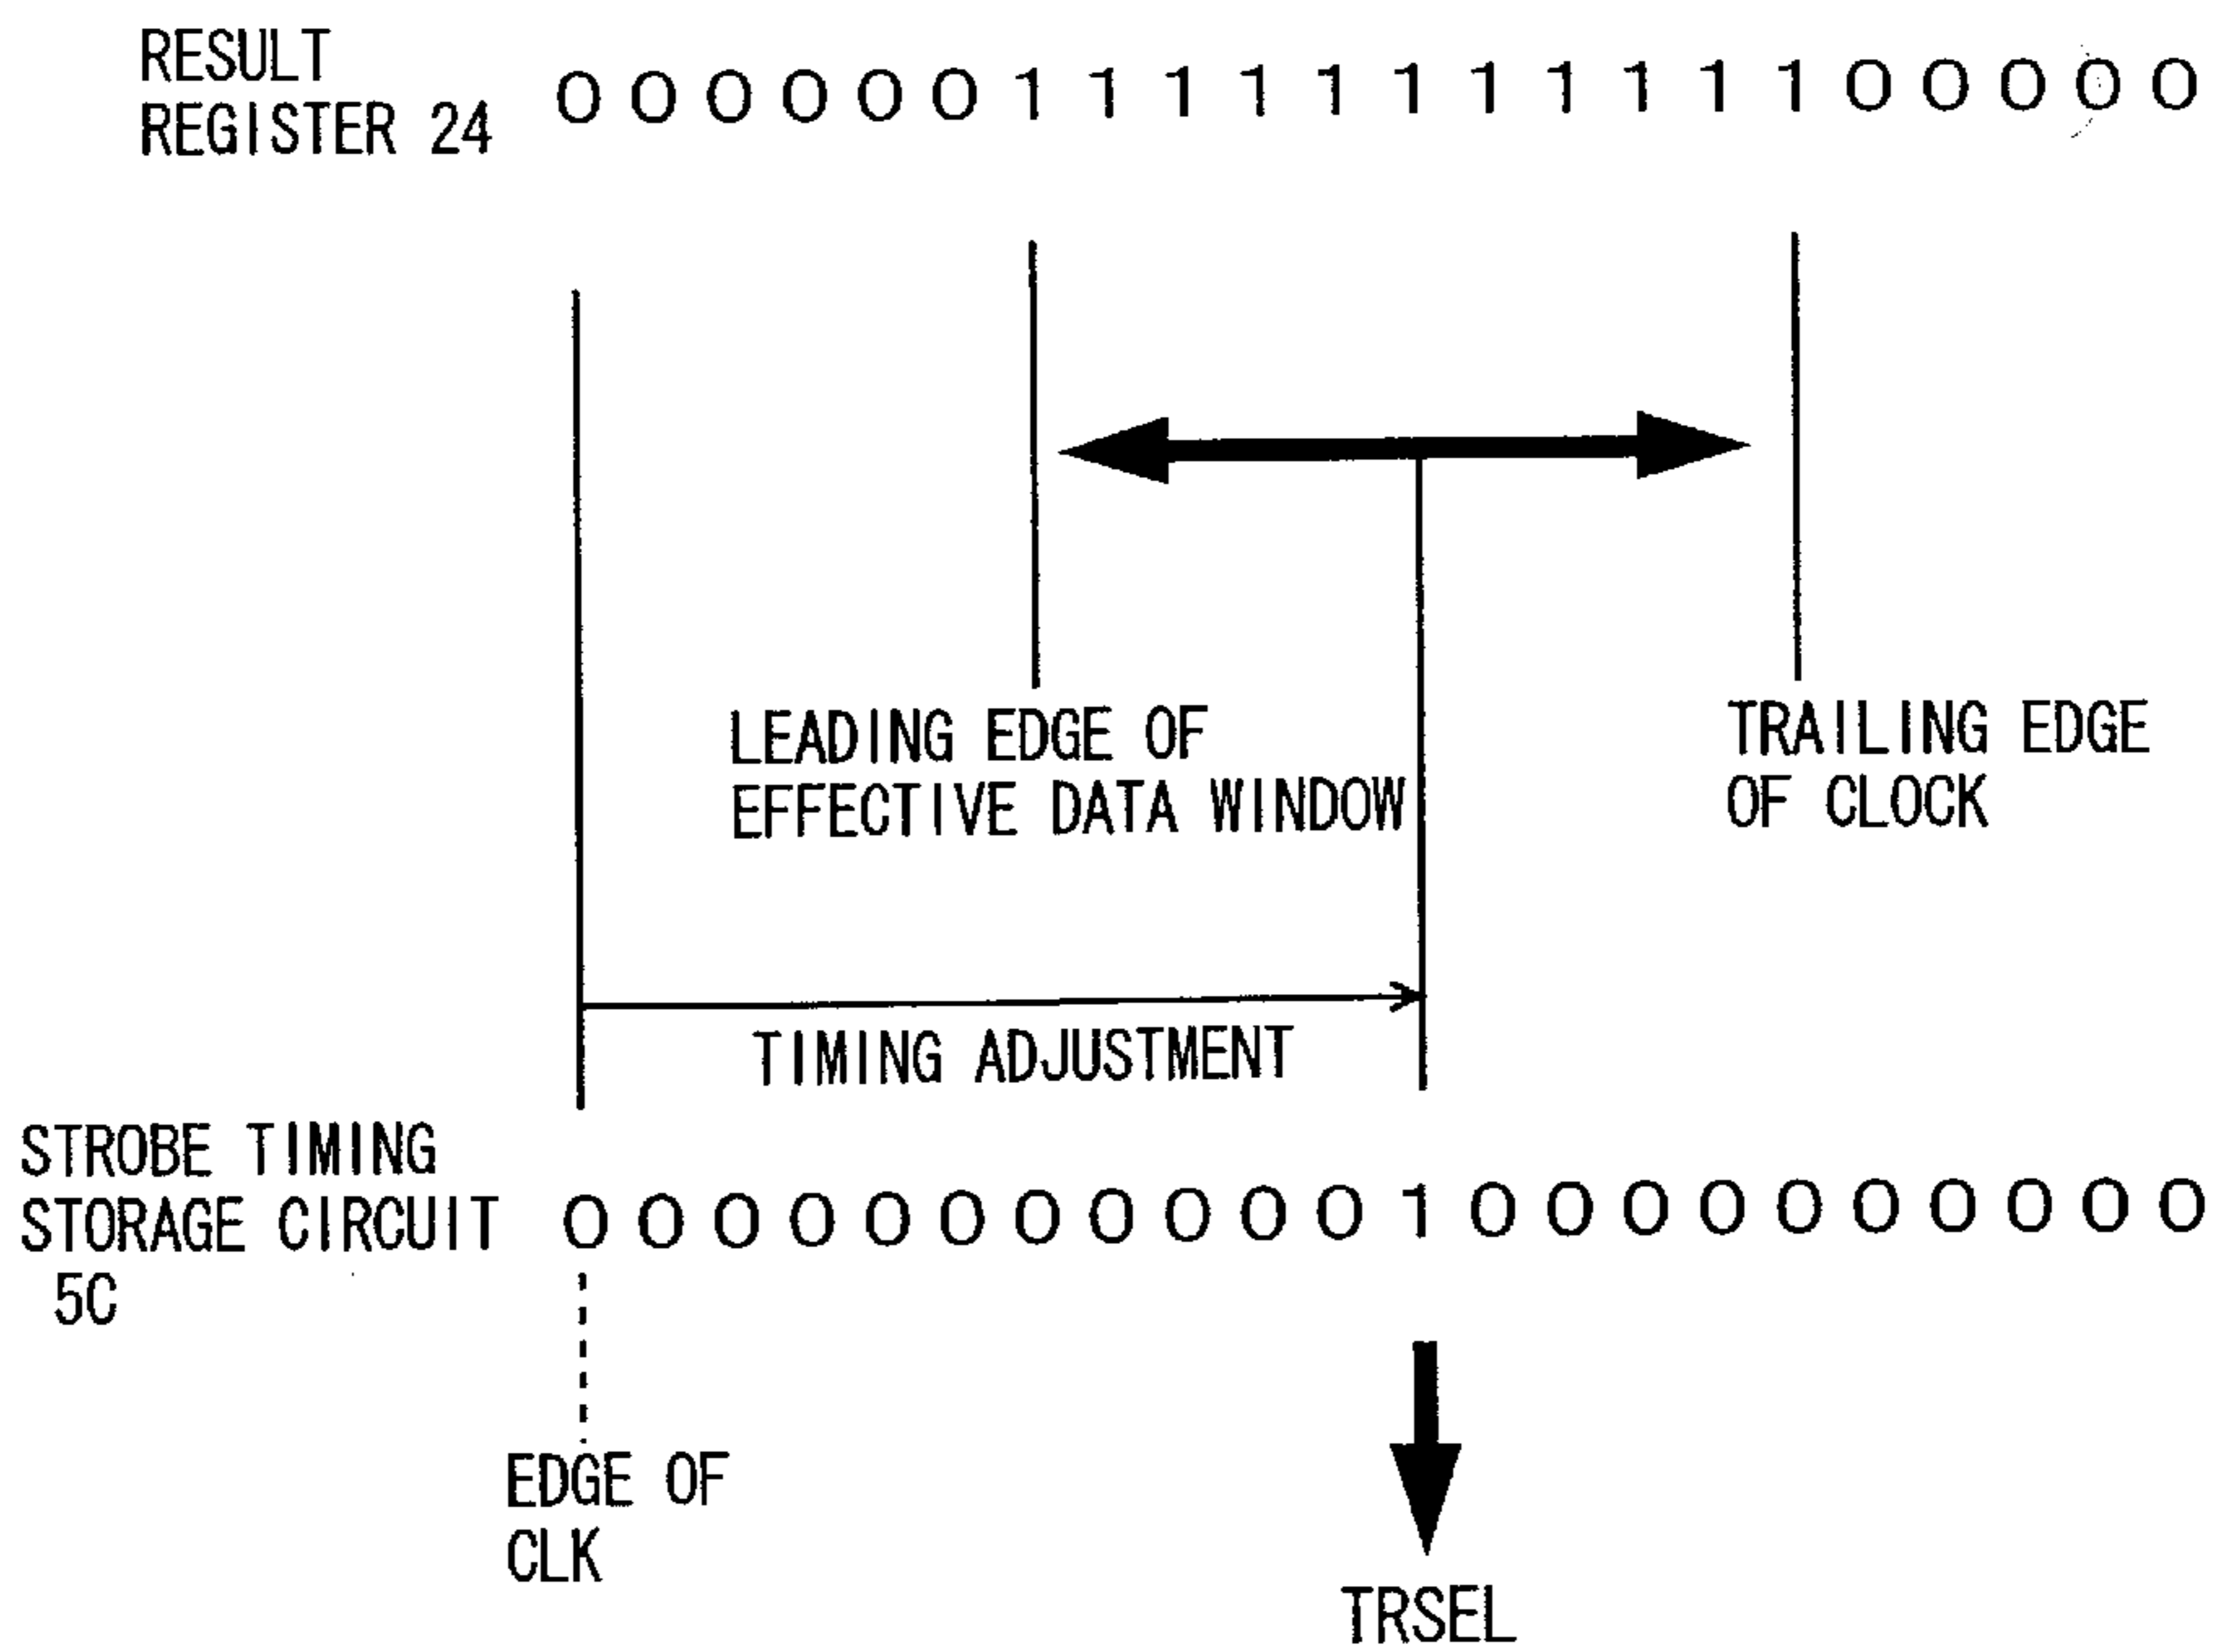 RESULT
REGISTER 24
0 0 0 0 0 0 1 1 1 1 1 1 1 1 1 1 1 0 0 0 0 0
LEADING EDGE OF
EFFECTIVE DATA WINDOW
TRAILING EDGE
OF CLOCK
TIMING ADJUSTMENT
STROBE TIMING
STORAGE CIRCUIT
5C
0 0 0 0 0 0 0 0 0 0 0 1 0 0 0 0 0 0 0 0 0 0
EDGE OF
CLK
TRSEL